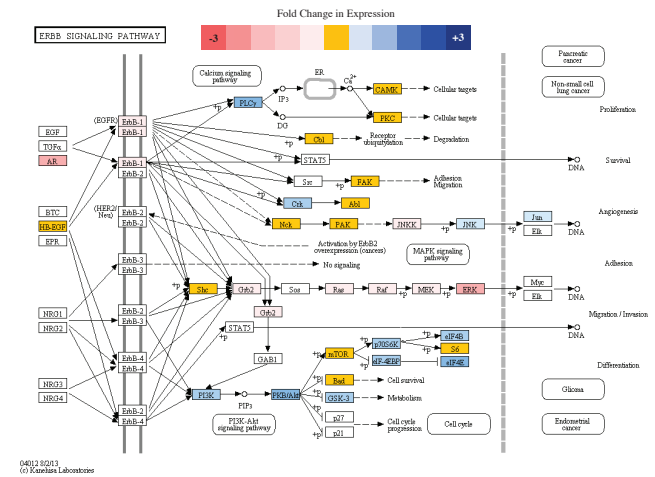 Fold Change in Expression
ERBB SIGNALING PATHWAY
-3
+3
Calcium signaling
pathway
ER
Ca2+
Pancreatic
cancer
IP3
CAMK
Cellular targets
Non-small cell
lung cancer
PLCγ
+p
DG
PKC
Cellular targets
Proliferation
(EGFR)
ErbB-1
ErbB-1
EGF
TGFα
AR
+p
Cbl
Receptor
ubiquitylation
Degradation
ErbB-1
ErbB-2
+p
STAT5
DNA
Survival
Src
+p
FAK
Adhesion
Migration
Crk
Abl
BTC
HB-EGF
EPR
(HER2/
Neu)
ErbB-2
ErbB-2
Nck
PAK
JNKK
+p
JNK
+p
Jun
Elk
DNA
Angiogenesis
Activation by ErbB2
overexpression (cancers)
MAPK signaling
pathway
ErbB-3
ErbB-3
No signaling
Adhesion
Shc
+p
Grb2
Sos
Ras
Raf
+p
MEK
+p
ERK
+p
Myc
Elk
DNA
NRG1
NRG2
ErbB-2
ErbB-3
Grb2
Migration / Invasion
+p
STAT5
DNA
GAB1
mTOR
+p
p70S6K
+p
eIF4B
S6
ErbB-4
ErbB-4
+p
eIF-4EBP
eIF4E
Differentiation
NRG3
NRG4
PI3K
PIP3
PKB/Akt
+p
Bad
Cell survival
+p
GSK-3
Metabolism
Glioma
ErbB-2
ErbB-4
+p
PI3K-Akt
signaling pathway
+p
p27
+p
p21
Cell cycle
progression
Cell cycle
Endometrial
cancer
04012 8/2/13
(c) Kanehisa Laboratories